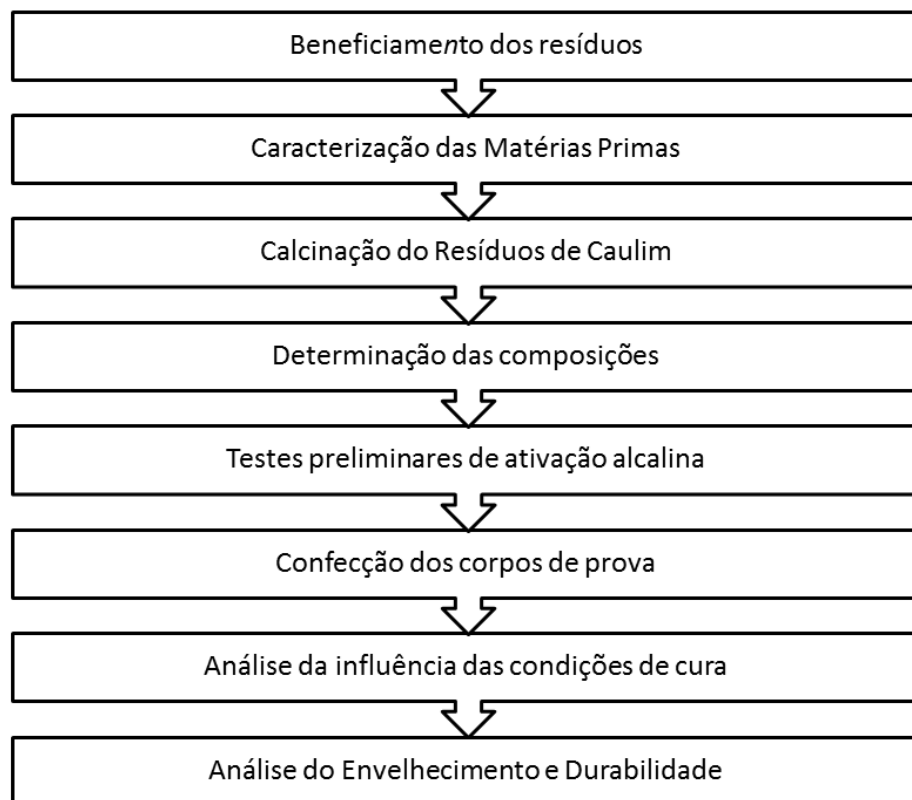 Beneficiamento dos resíduos
Caracterização das Matérias Primas
Calcinação do Resíduos de Caulim
Determinação das composições
Testes preliminares de ativação alcalina
Confecção dos corpos de prova
Análise da influência das condições de cura
Análise do Envelhecimento e Durabilidade